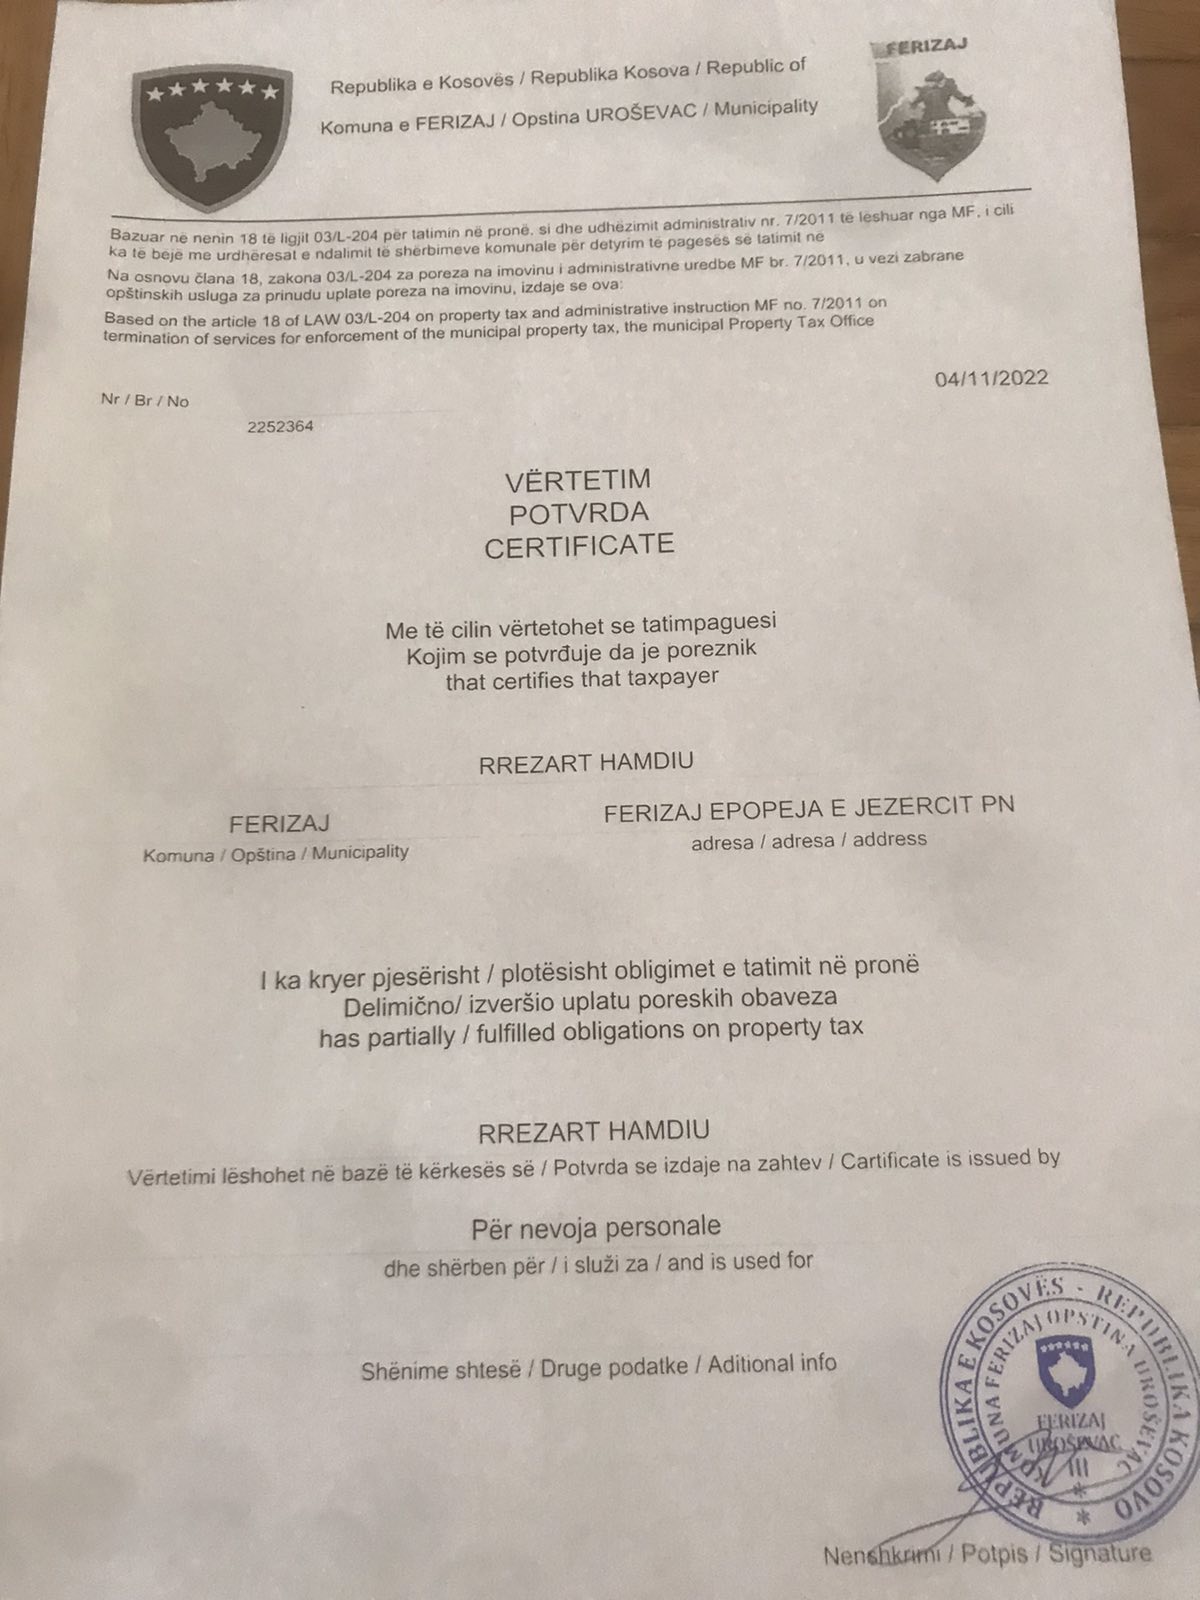 FERIZAJ
Republika e Kosovës / Republika Kosova / Republic of
Komuna e FERIZAJ / Opstina UROŠEVAC / Municipality
Bazuar në nenin 18 të ligjit 03/L-204 për tatimin në pronë, si dhe udhëzimit administrativ nr. 7/2011 të leshuar nga MF, i cili
ka të bëjë me urdhëresat e ndalimit të shërbimeve komunale për detyrim të pagesës së tatimit në
Na osnovu člana 18, zakona 03/L-204 za poreza na imovinu i administrativne uredbe MF br. 7/2011, u vezi zabrane
opštinskih usluga za prinudu uplate poreza na imovinu, izdaje se ova:
Based on the article 18 of LAW 03/L-204 on property tax and administrative instruction MF no. 7/2011 on
termination of services for enforcement of the municipal property tax, the municipal Property Tax Office
04/11/2022
Nr / Br / No
2252364
VËRTETIM
POTVRDA
CERTIFICATE
Me të cilin vërtetohet se tatimpaguesi
Kojim se potvrđuje da je poreznik
that certifies that taxpayer
RREZART HAMDIU
FERIZAJ
FERIZAJ EPOPEJA E JEZERCIT PN
Komuna / Opština / Municipality
adresa / adresa / address
I ka kryer pjesërisht / plotësisht obligimet e tatimit në pronë
Delimično/ izveršio uplatu poreskih obaveza
has partially / fulfilled obligations on property tax
RREZART HAMDIU
Vërtetimi lëshohet në bazë të kërkesës së / Potvrda se izdaje na zahtev / Cartificate is issued by
Për nevoja personale
dhe shërben për / i služi za / and is used for
Shënime shtesë / Druge podatke / Aditional info
REPUBLIKA E KOSOVËS - REPUBLIKA KOSOVO
KOMUNA FERIZAJ OPSTINA UROŠEVAC
FERIZAJ
UROŠEVAC
III
Nenshkrimi / Potpis / Signature